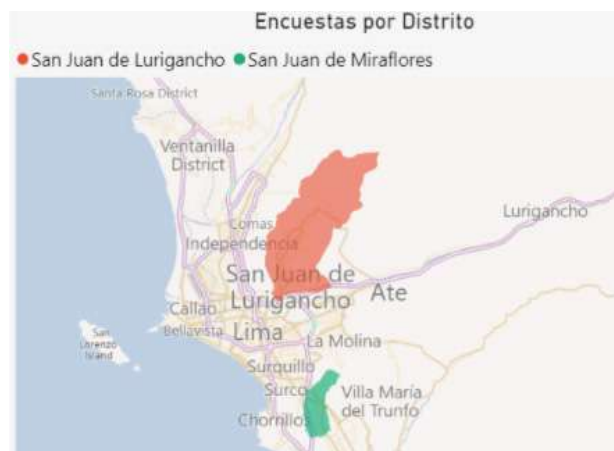 Encuestas por Distrito
San Juan de Lurigancho San Juan de Miraflores
Santa Rosa District
Ventanilla
District
Comas
Lurigancho
Independencia
San Juan de
Lurigancho
Ate
Callao
Bellavista
Lima
San
Lorenzo
Island
La Molina
Surquillo
Surco
Villa María
del Trunfo
Chorrillos